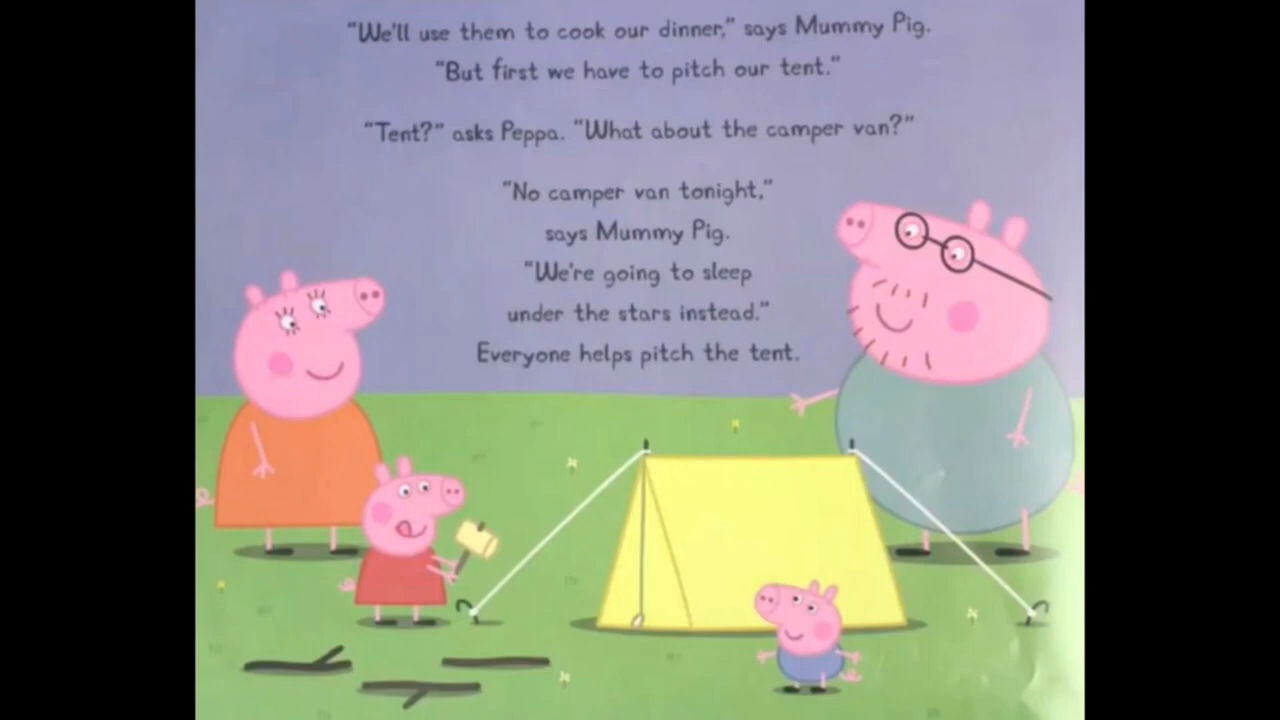 "We'll use them to cook our dinner," says Mummy Pig.
"But first we have to pitch our tent."
"Tent?" asks Peppa. "What about the camper van?"
"No camper van tonight,"
says Mummy Pig.
"We're going to sleep
under the stars instead."
Everyone helps pitch the tent.